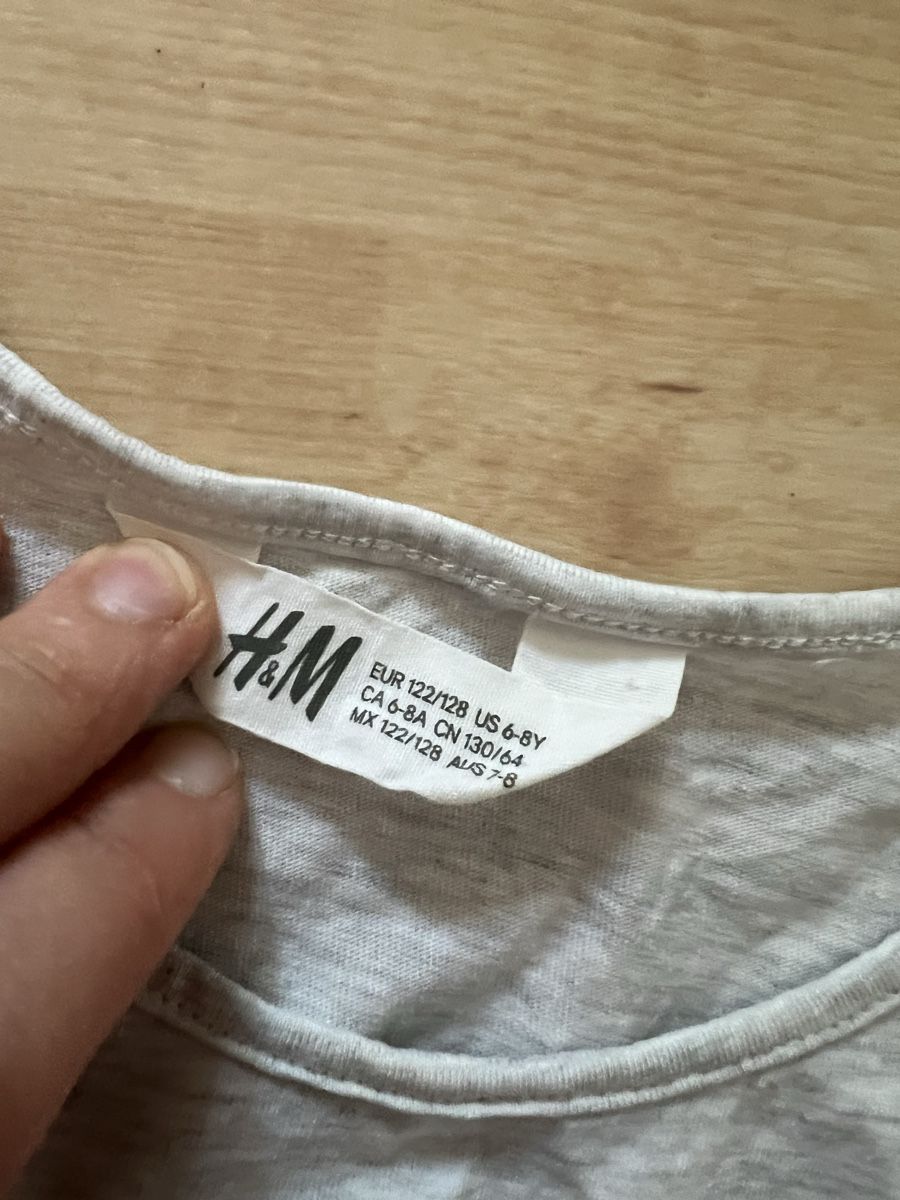 H&M
EUR 122/128 US 6-8Y
CA 6-8A CN 130/64
MX 122/128 AUS 7-8